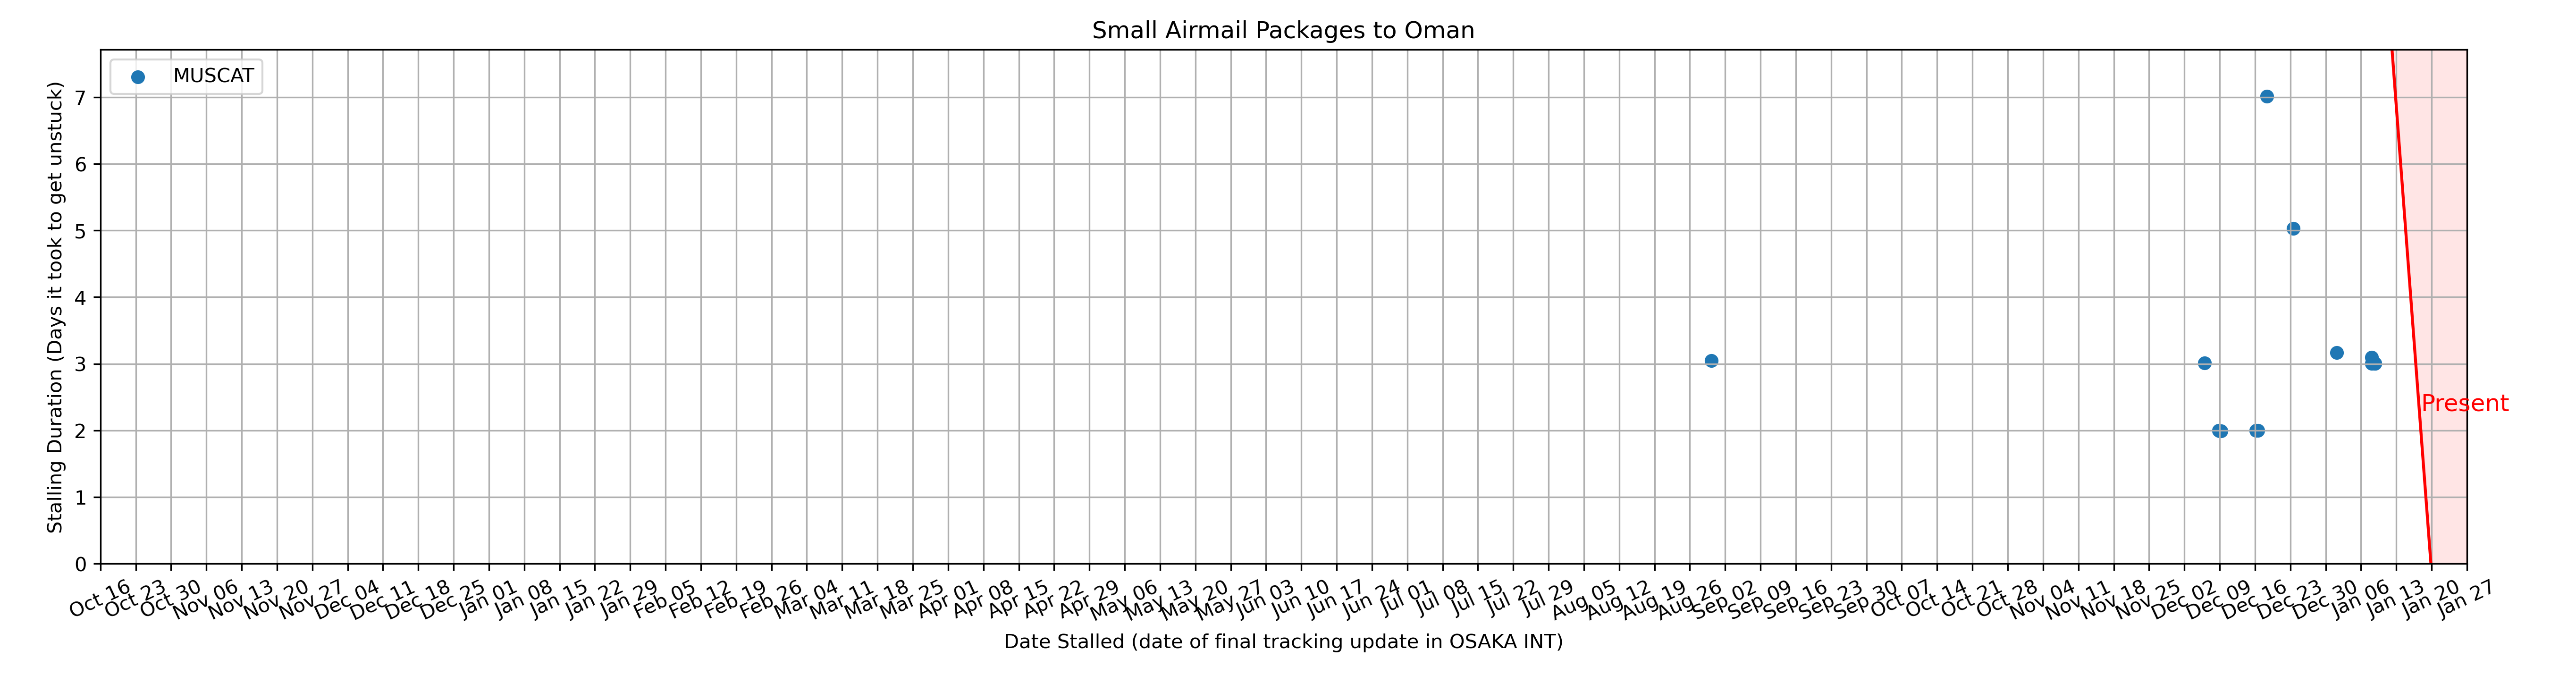 Small Airmail Packages to Oman
MUSCAT
Stalling Duration (Days it took to get unstuck)
7
6
5
4
3
2
1
0
Present
Oct 16 Oct 23 Oct 30 Nov 06 Nov 13 Nov 20 Nov 27 Dec 04 Dec 11 Dec 18 Dec 25 Jan 01 Jan 08 Jan 15 Jan 22 Jan 29 Feb 05 Feb 12 Feb 19 Feb 26 Mar 04 Mar 11 Mar 18 Mar 25 Apr 01 Apr 08 Apr 15 Apr 22 Apr 29 May 06 May 13 May 20 May 27 Jun 03 Jun 10 Jun 17 Jun 24 Jul 01 Jul 08 Jul 15 Jul 22 Jul 29 Aug 05 Aug 12 Aug 19 Aug 26 Sep 02 Sep 09 Sep 16 Sep 23 Sep 30 Oct 07 Oct 14 Oct 21 Oct 28 Nov 04 Nov 11 Nov 18 Nov 25 Dec 02 Dec 09 Dec 16 Dec 23 Dec 30 Jan 06 Jan 13 Jan 20 Jan 27
Date Stalled (date of final tracking update in OSAKA INT)